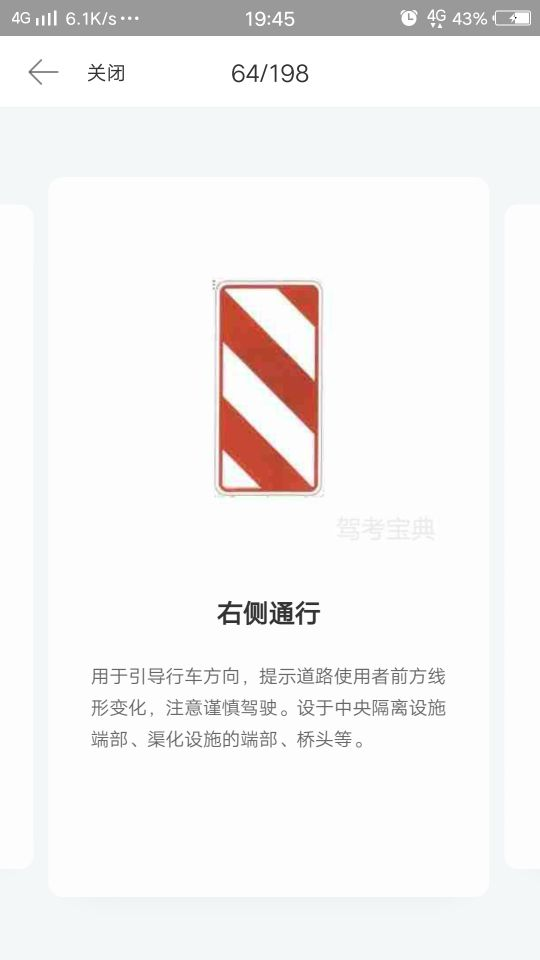 4G 6.1K/s 19:45 4G 43%
关闭 64/198
驾考宝典
右侧通行
用于引导行车方向，提示道路使用者前方线
形变化，注意谨慎驾驶。设于中央隔离设施
端部、渠化设施的端部、桥头等。